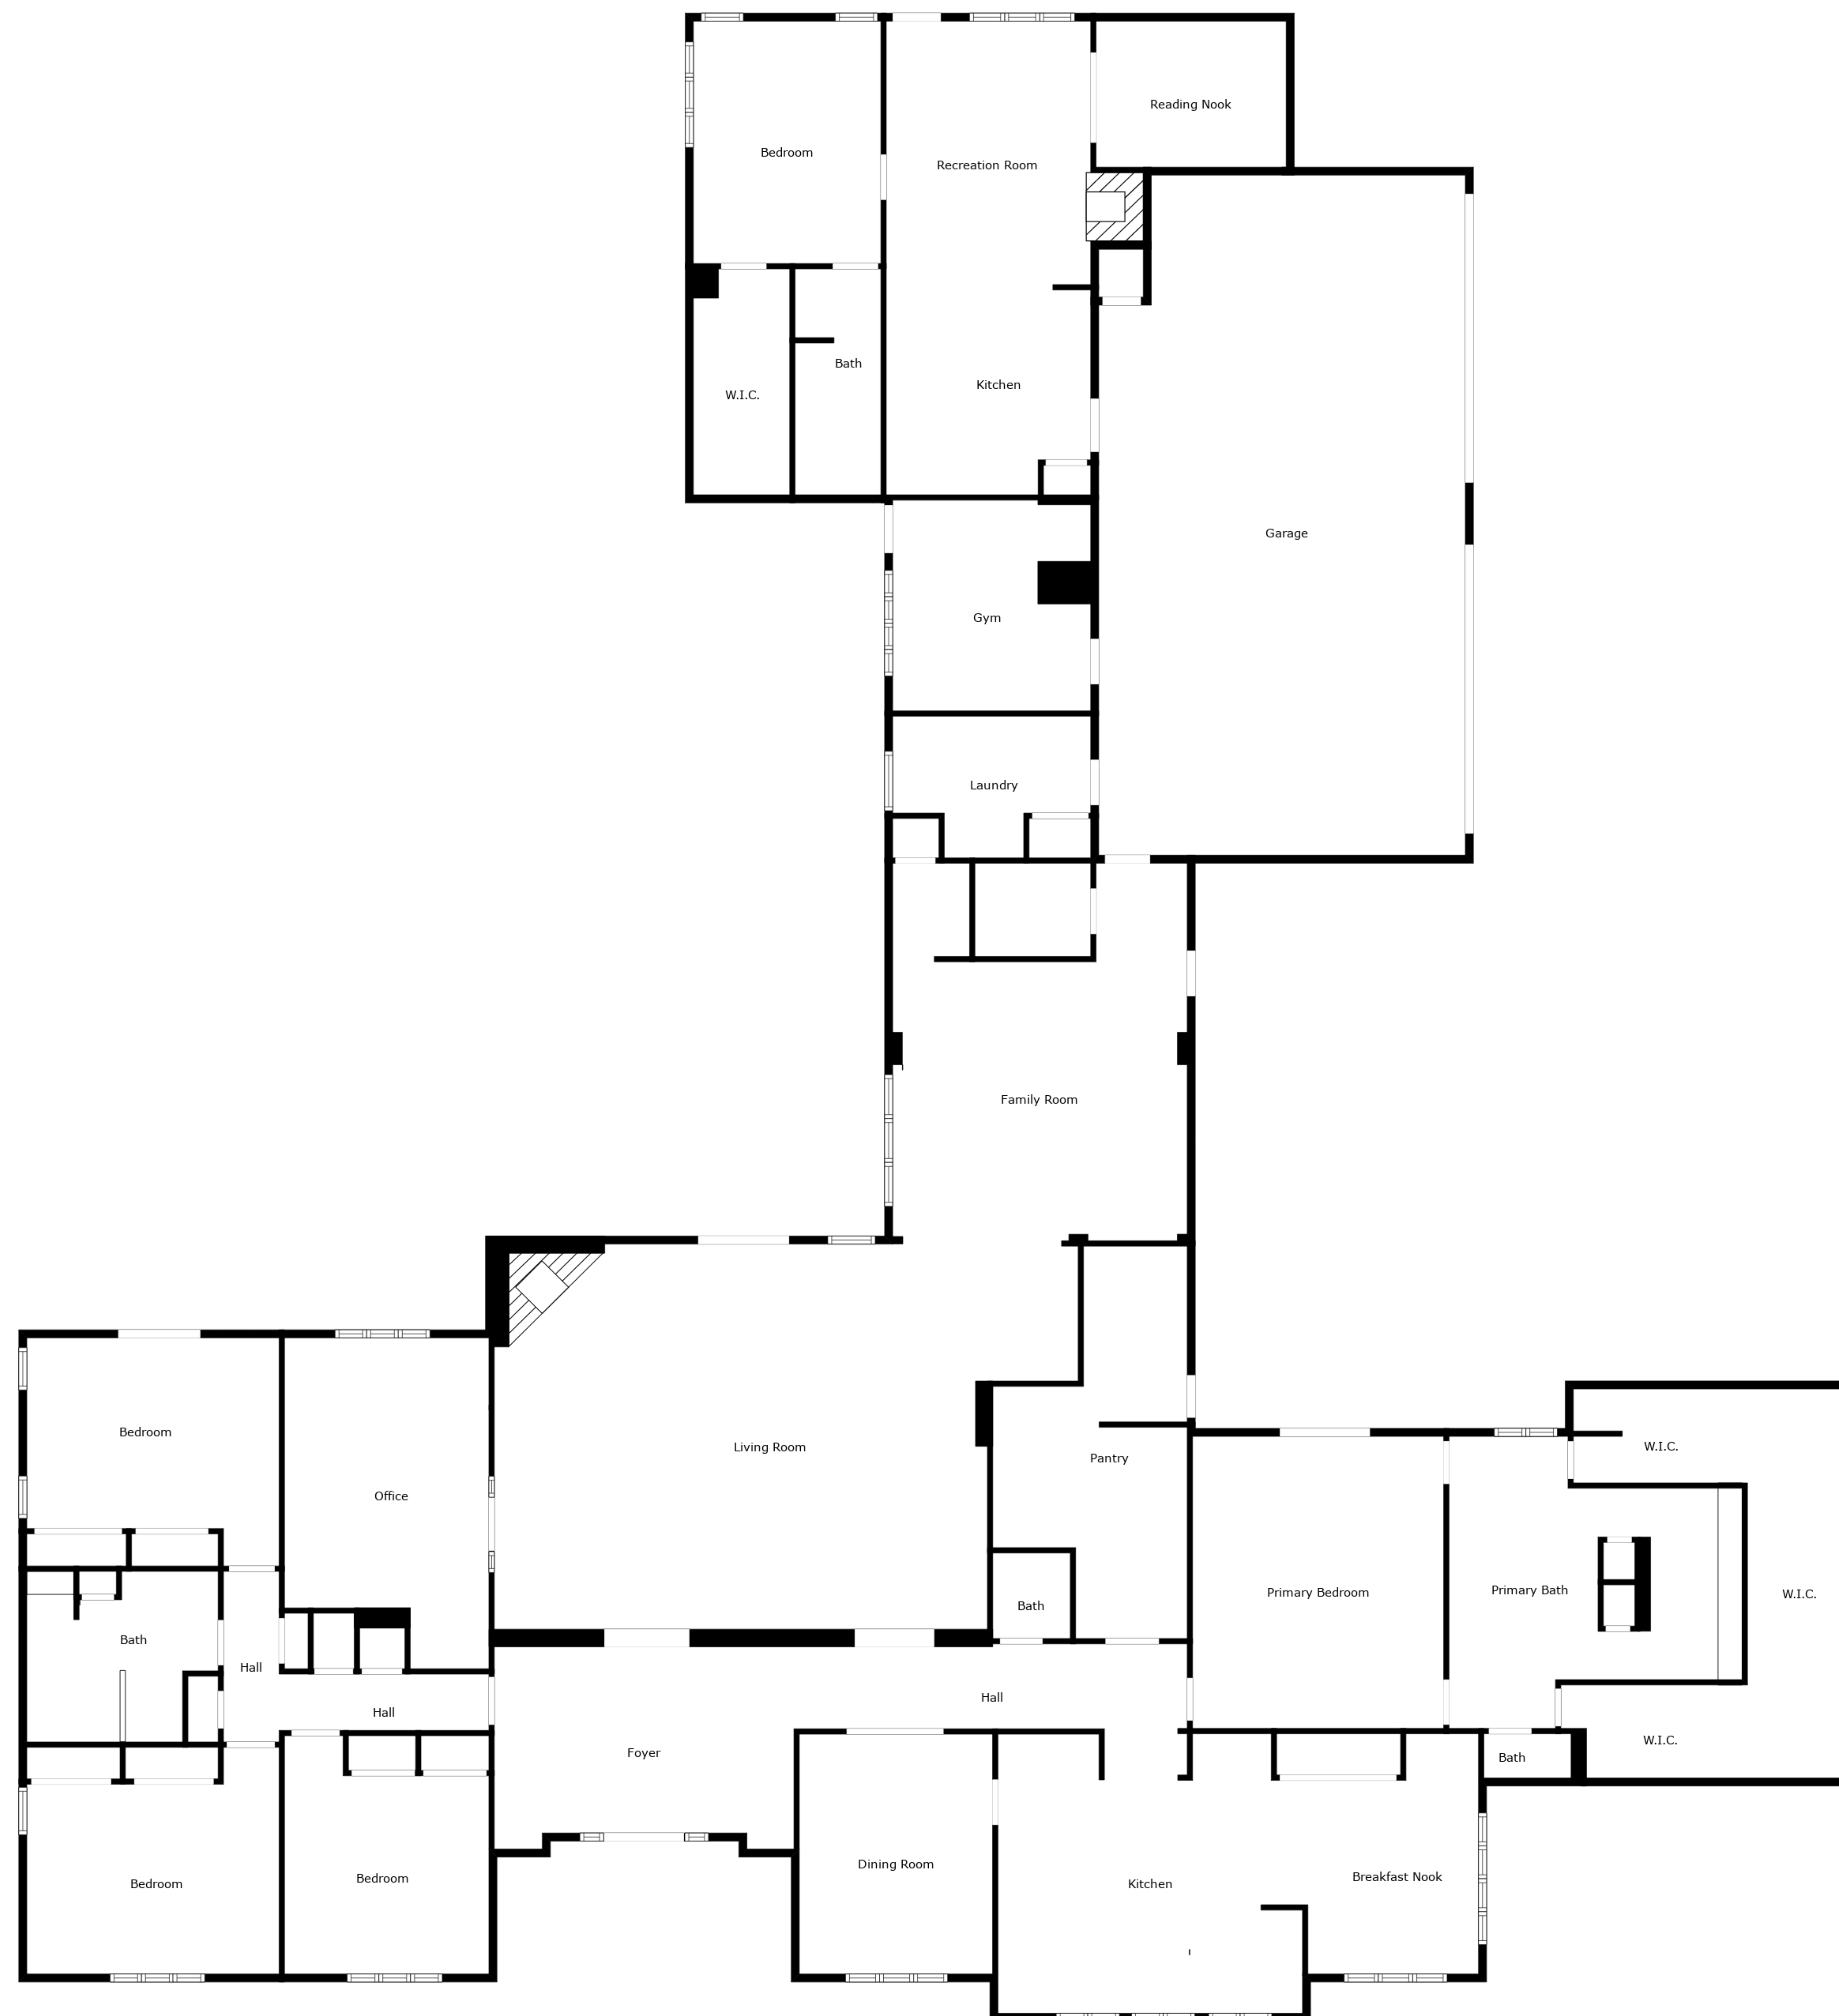 Reading Nook
Bedroom
Recreation Room
Bath
Kitchen
W.I.C.
Garage
Gym
Laundry
Family Room
Bedroom
Living Room
W.I.C.
Pantry
Office
Primary Bath
Primary Bedroom
W.I.C.
Bath
Bath
Hall
Hall
Hall
W.I.C.
Foyer
Bath
Dining Room
Breakfast Nook
Bedroom
Bedroom
Kitchen